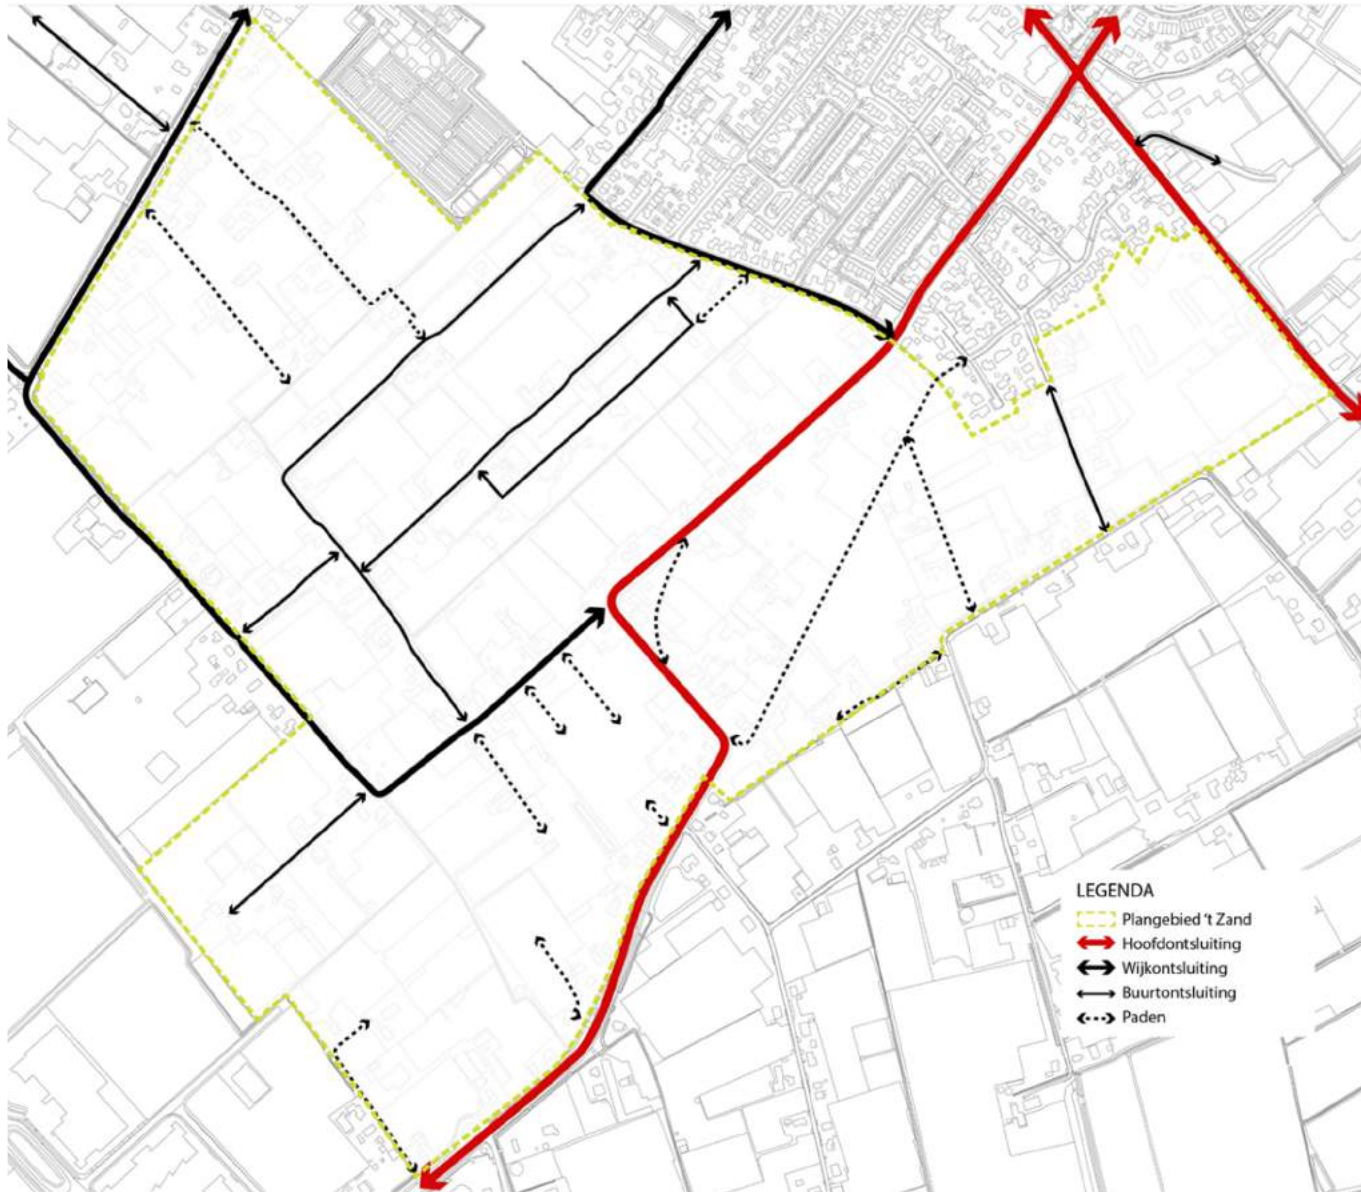 LEGENDA
Plangebied 't Zand
Hoofdontsluiting
Wijkontsluiting
Buurtontsluiting
Paden